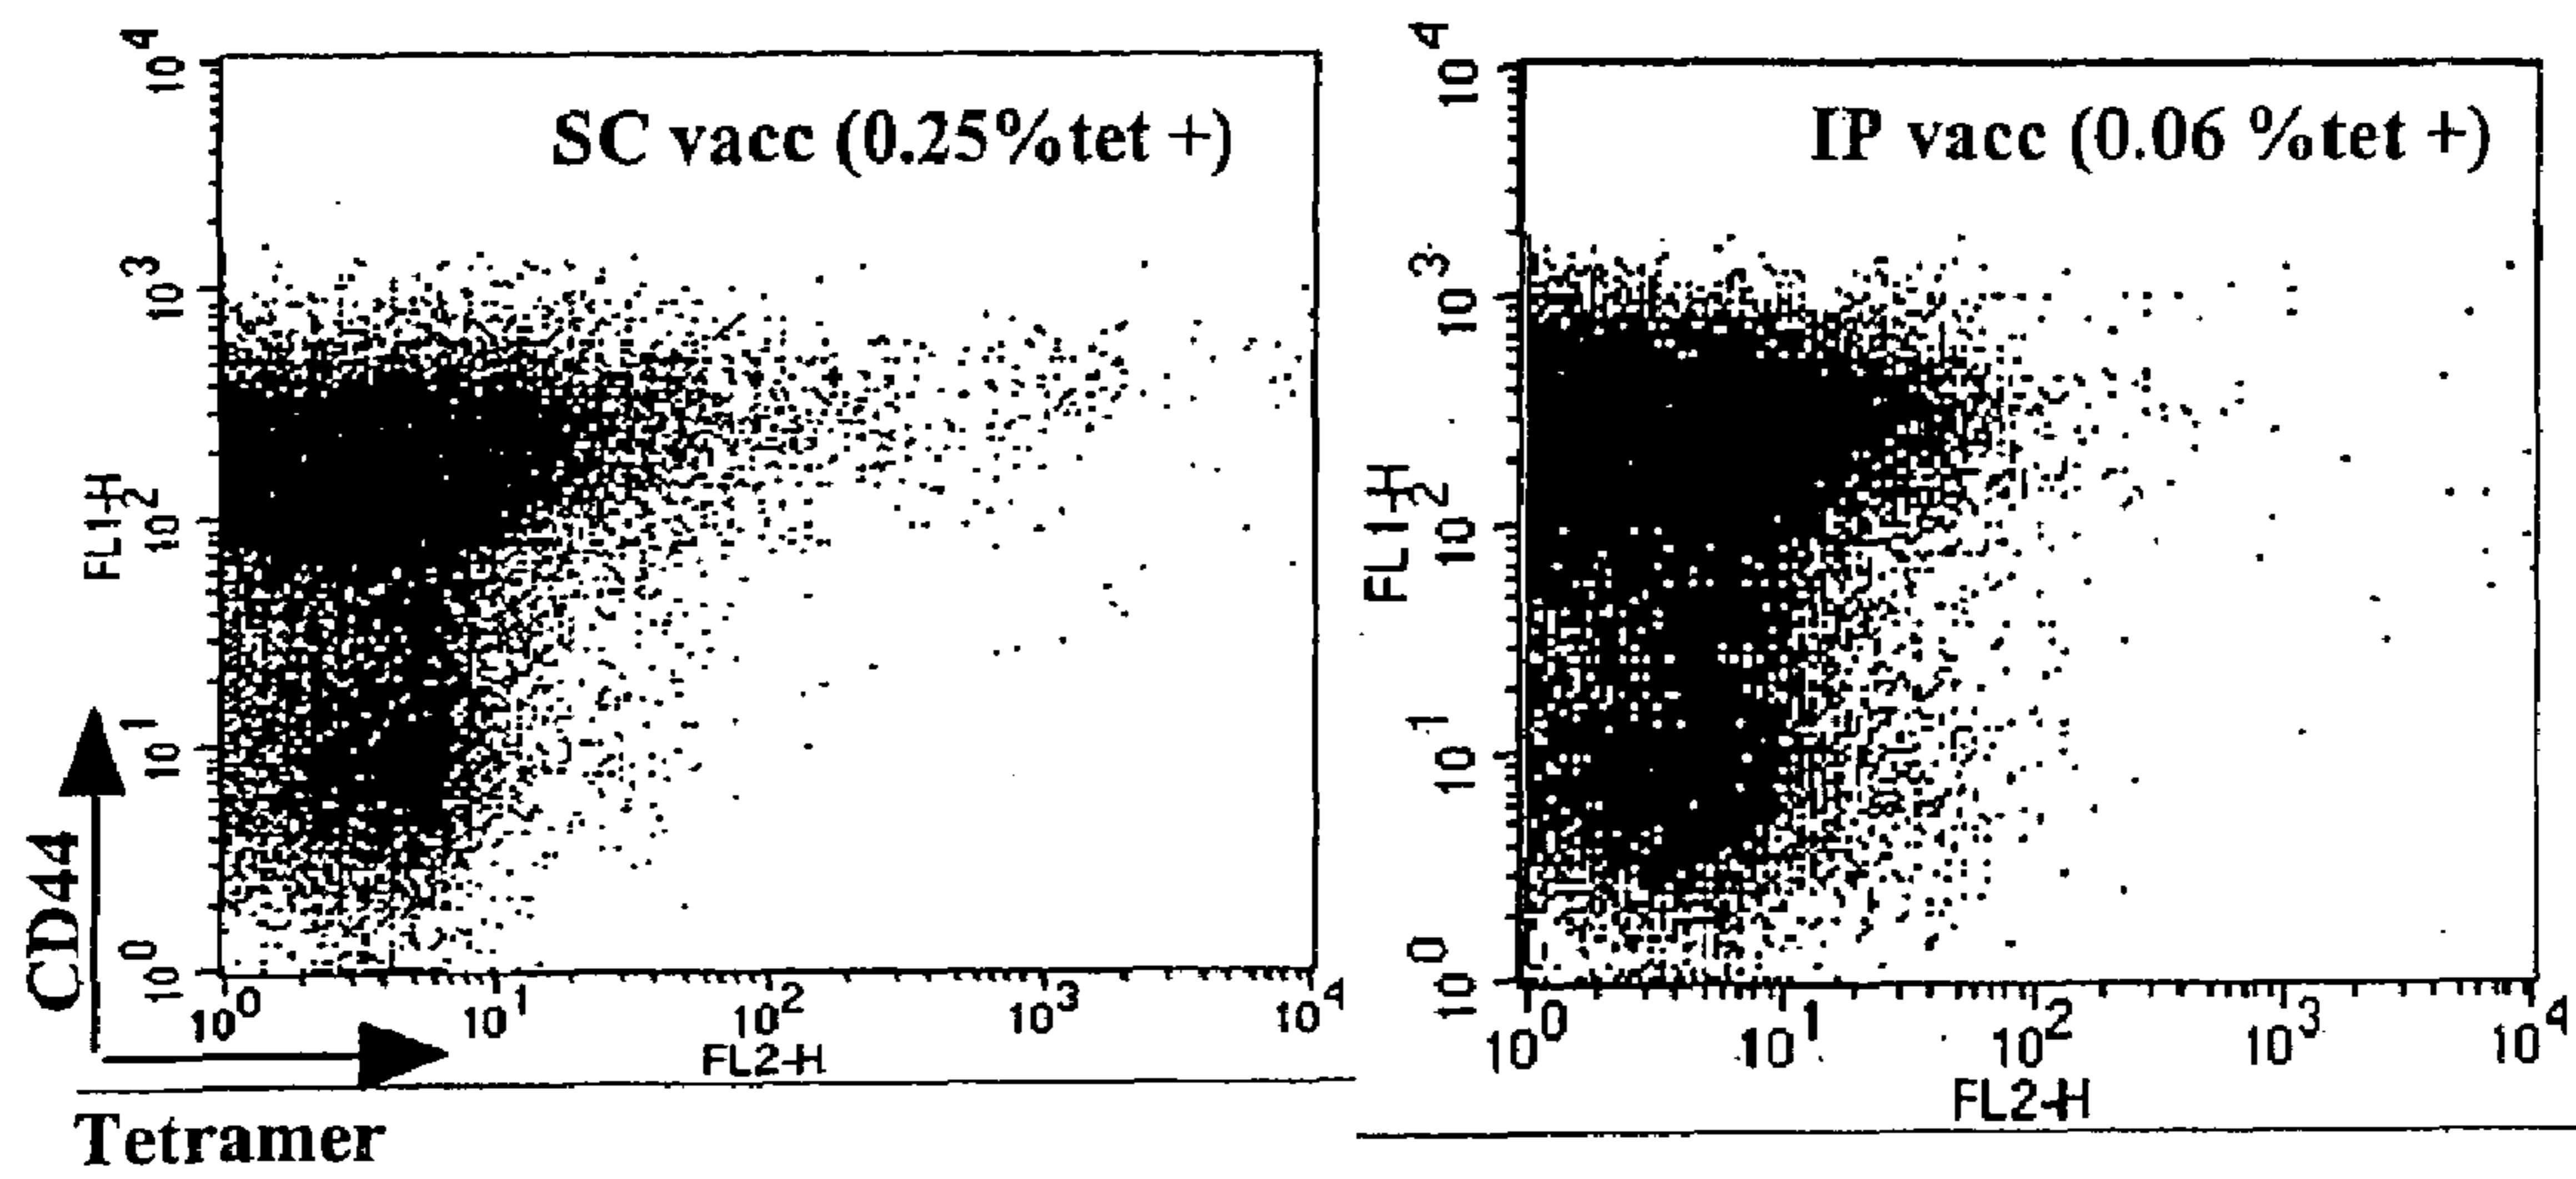 SC vacc (0.25%tet +)
10^4
10^3
10^2
10^1
10^0
FL1-H
CD44
10^0 10^1 10^2 10^3 10^4
FL2-H
Tetramer
IP vacc (0.06 %tet +)
10^4
10^3
10^2
10^1
10^0
FL1-H
10^0 10^1 10^2 10^3 10^4
FL2-H